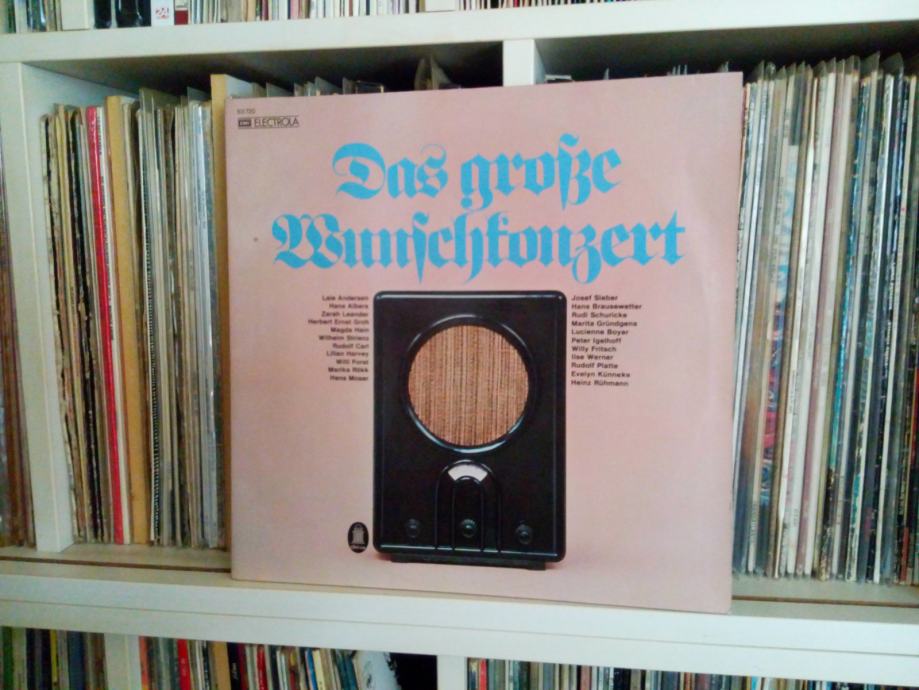 EMI ELECTROLA
Das große
Wunschkonzert
Lale Andersen
Hans Albers
Zarah Leander
Herbert Ernst Groh
Magda Hain
Wilhelm Strienz
Rudolf Carl
Lilian Harvey
Willi Forst
Marika Rökk
Hans Moser
Josef Sieber
Hans Brausewetter
Rudi Schuricke
Marita Gründgens
Lucienne Boyer
Peter Igelhoff
Willy Fritsch
Ilse Werner
Rudolf Platte
Evelyn Künneke
Heinz Rühmann